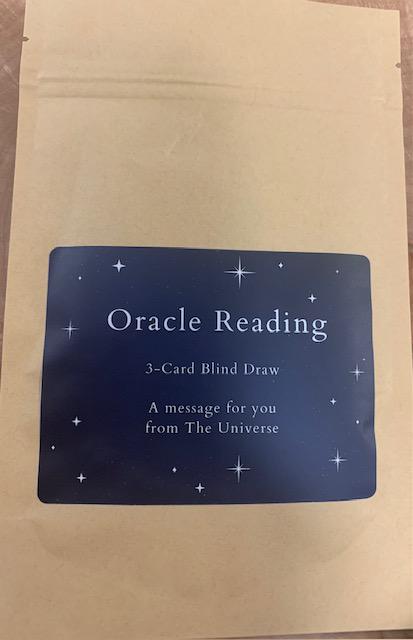 Oracle Reading
3-Card Blind Draw
A message for you
from The Universe